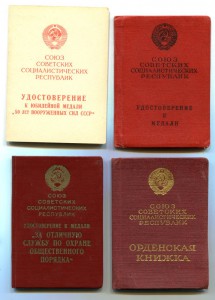 СОЮЗ
СОВЕТСКИХ
СОЦИАЛИСТИЧЕСКИХ
РЕСПУБЛИК
УДОСТОВЕРЕНИЕ
К ЮБИЛЕЙНОЙ МЕДАЛИ
"50 ЛЕТ ВООРУЖЕННЫХ СИЛ СССР"
СОЮЗ
СОВЕТСКИХ
СОЦИАЛИСТИЧЕСКИХ
РЕСПУБЛИК
УДОСТОВЕРЕНИЕ
К
МЕДАЛИ
СОЮЗ
СОВЕТСКИХ
СОЦИАЛИСТИЧЕСКИХ
РЕСПУБЛИК
УДОСТОВЕРЕНИЕ К МЕДАЛИ
"ЗА ОТЛИЧНУЮ
СЛУЖБУ ПО ОХРАНЕ
ОБЩЕСТВЕННОГО
ПОРЯДКА"
СОЮЗ
СОВЕТСКИХ
СОЦИАЛИСТИЧЕСКИХ
РЕСПУБЛИК
ОРДЕНСКАЯ
КНИЖКА